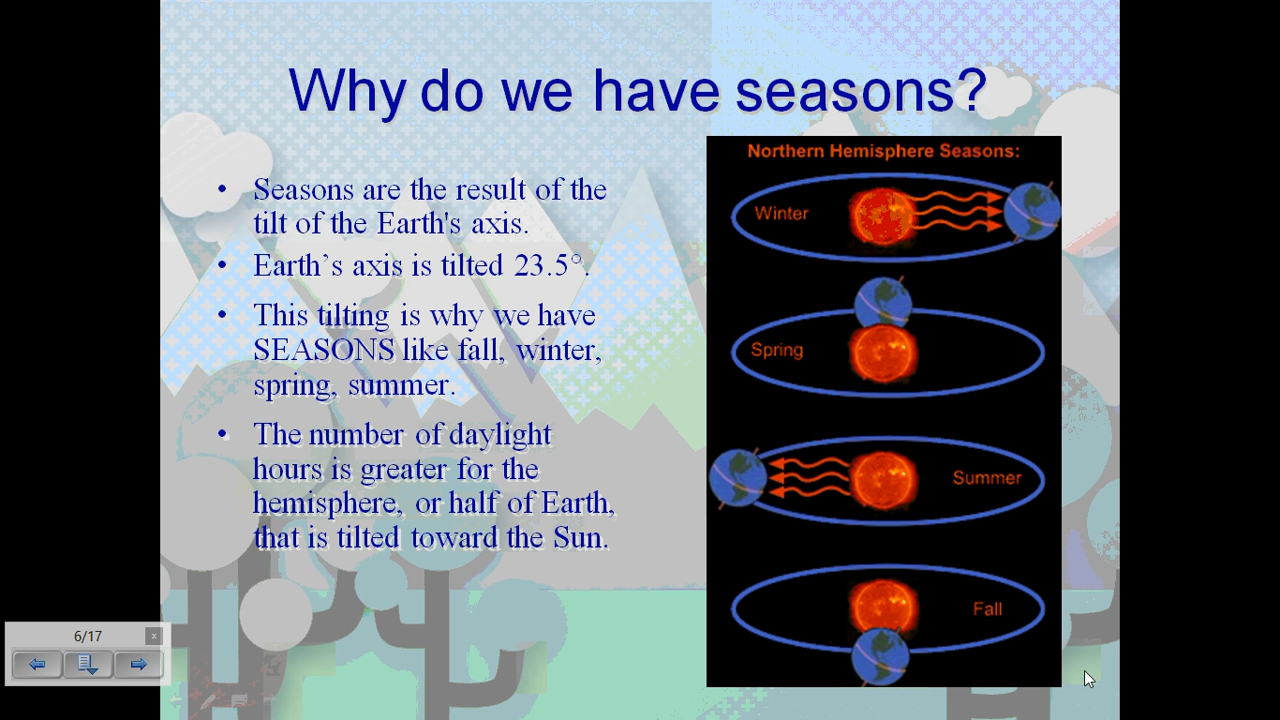 Why do we have seasons?
• Seasons are the result of the
tilt of the Earth's axis.
• Earth’s axis is tilted 23.5°.
• This tilting is why we have
SEASONS like fall, winter,
spring, summer.
• The number of daylight
hours is greater for the
hemisphere, or half of Earth,
that is tilted toward the Sun.
Northern Hemisphere Seasons:
Winter
Spring
Summer
Fall
6/17
x